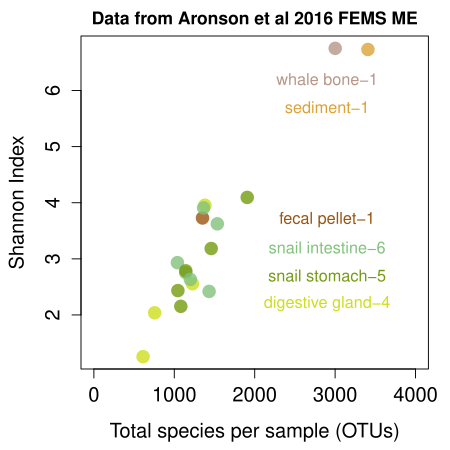 Data from Aronson et al 2016 FEMS ME
Shannon Index
6
5
4
3
2
whale bone−1
sediment−1
fecal pellet−1
snail intestine−6
snail stomach−5
digestive gland−4
0 1000 2000 3000 4000
Total species per sample (OTUs)